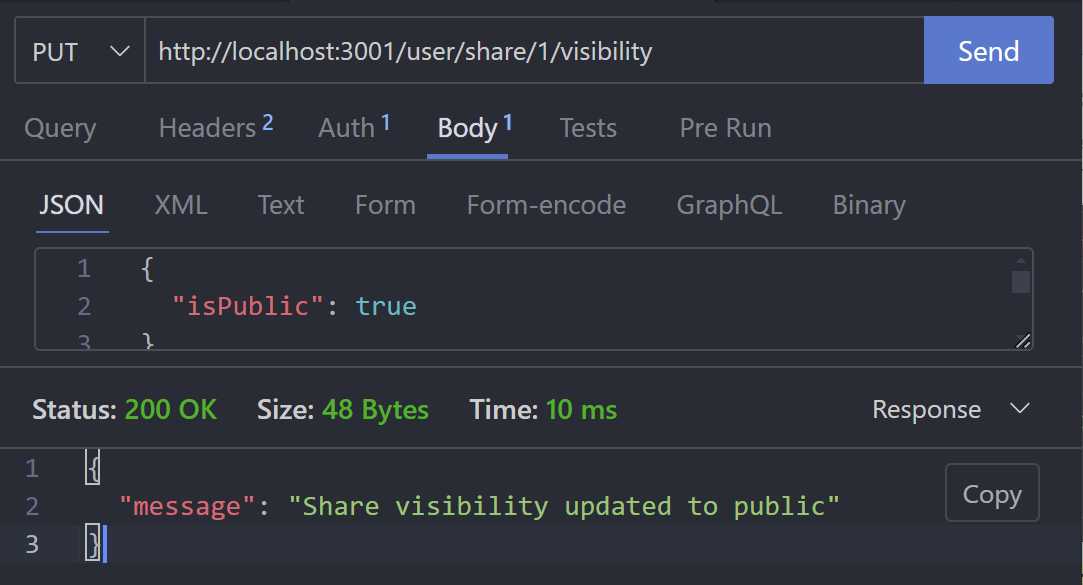 PUT http://localhost:3001/user/share/1/visibility Send
Query Headers 2 Auth 1 Body 1 Tests Pre Run
JSON XML Text Form Form-encode GraphQL Binary
1 {
2 "isPublic": true
3 }
Status: 200 OK Size: 48 Bytes Time: 10 ms Response
1 {
2 "message": "Share visibility updated to public"
Copy
3 }